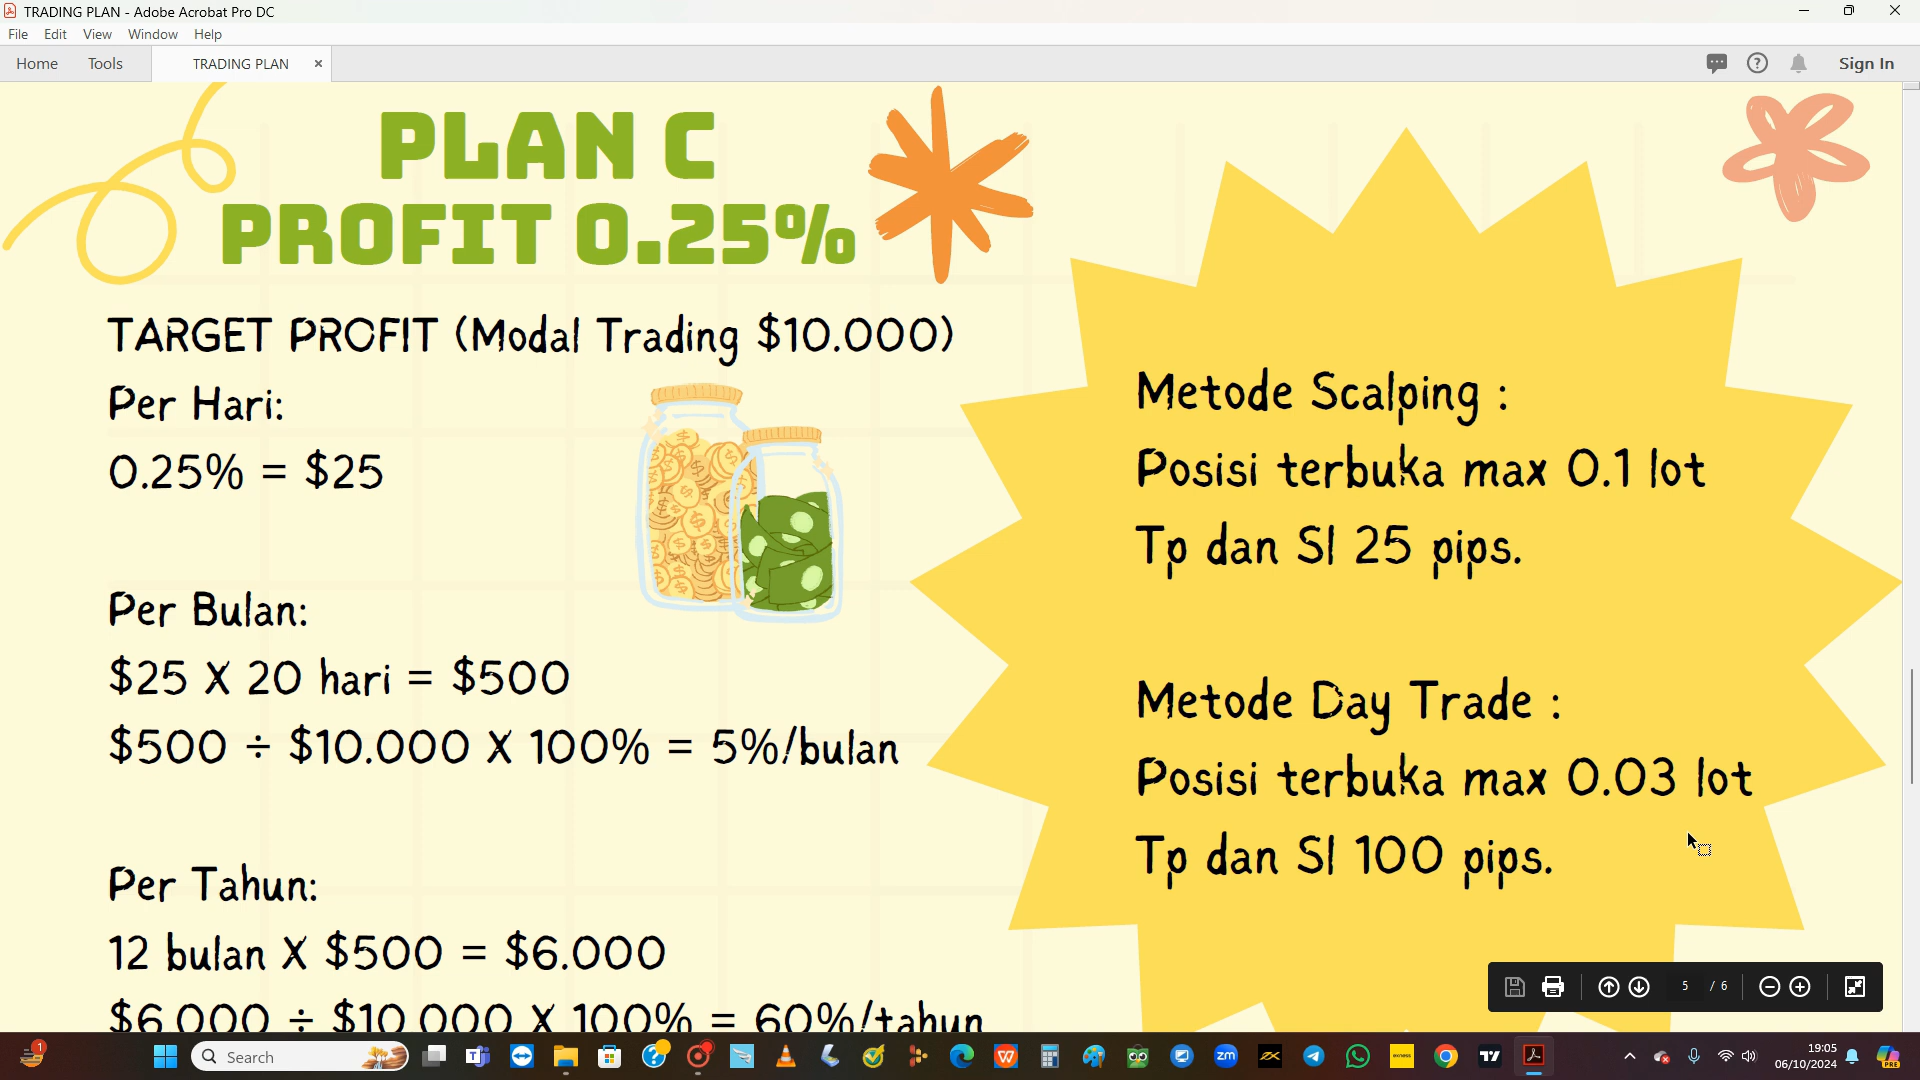 TRADING PLAN - Adobe Acrobat Pro DC
File Edit View Window Help
Home Tools TRADING PLAN Sign In
PLAN C
PROFIT 0.25%
TARGET PROFIT (Modal Trading $10.000)
Per Hari:
0.25% = $25
Per Bulan:
$25 X 20 hari = $500
$500 ÷ $10.000 X 100% = 5%/bulan
Per Tahun:
12 bulan X $500 = $6.000
$6.000 ÷ $10.000 X 100% = 60%/tahun
Metode Scalping :
Posisi terbuka max 0.1 lot
Tp dan Sl 25 pips.
Metode Day Trade :
Posisi terbuka max 0.03 lot
Tp dan Sl 100 pips.
5 / 6
1
Search
zm
exness
19:05
06/10/2024
PRE